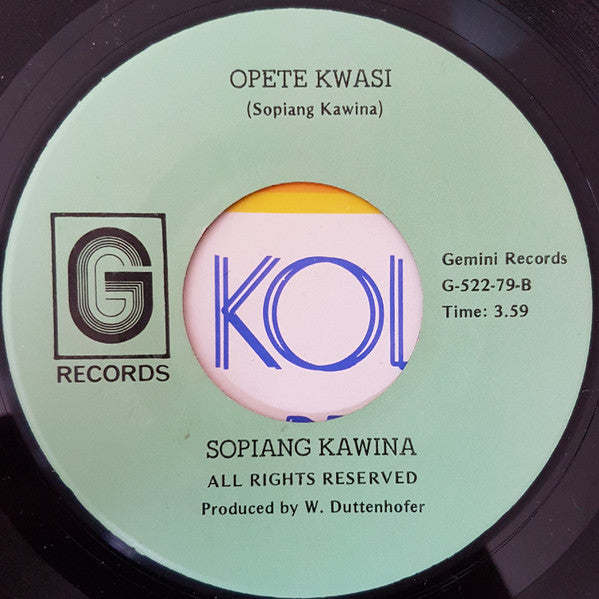 OPETE KWASI
(Sopiang Kawina)
G
RECORDS
Gemini Records
G-522-79-B
Time: 3.59
KOL
SOPIANG KAWINA
ALL RIGHTS RESERVED
Produced by W. Duttenhofer